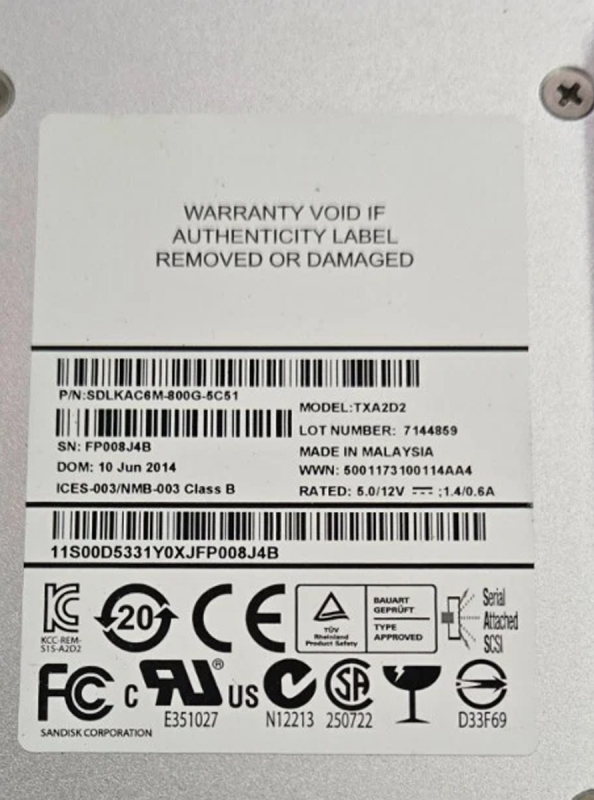 WARRANTY VOID IF
AUTHENTICITY LABEL
REMOVED OR DAMAGED
P/N:SDLKAC6M-800G-5C51
MODEL:TXA2D2
LOT NUMBER: 7144859
SN: FP008J4B
MADE IN MALAYSIA
DOM: 10 Jun 2014
WWN: 5001173100114AA4
ICES-003/NMB-003 Class B
RATED: 5.0/12V ⎓ ;1.4/0.6A
11S00D5331Y0XJFP008J4B
KCC-REM-
S1S-A2D2
20
CE
TÜV
Rheinland
Product Safety
BAUART
GEPRÜFT
TYPE
APPROVED
Serial
Attached
SCSI
FC
C RU® US
E351027
N12213
SA
250722
D33F69
SANDISK CORPORATION